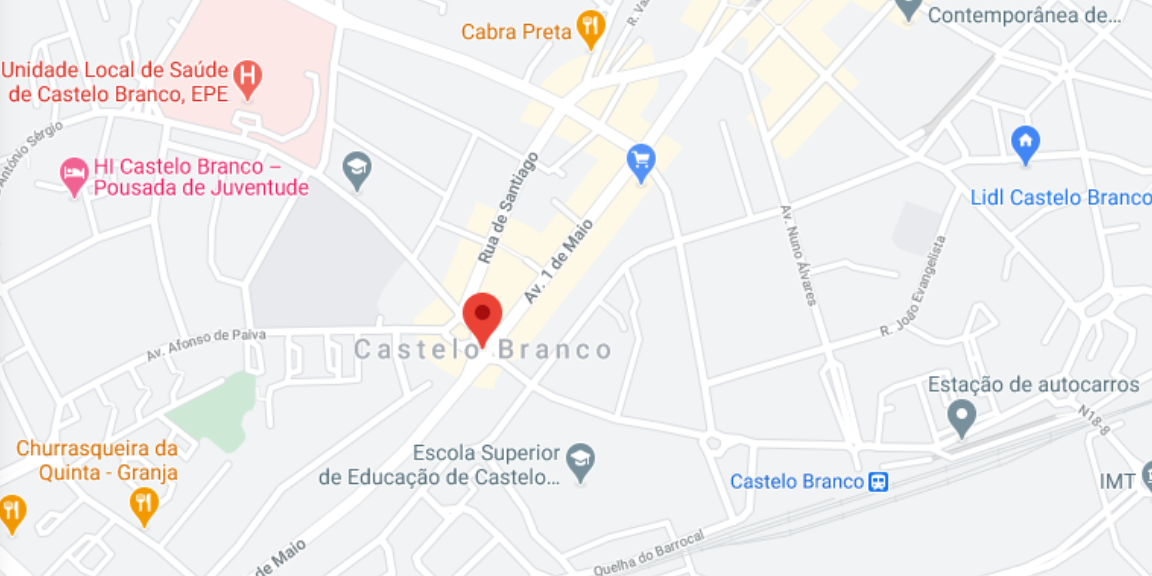 Contemporânea de...
Cabra Preta
Unidade Local de Saúde
de Castelo Branco, EPE
H
António Sérgio
HI Castelo Branco –
Pousada de Juventude
Rua de Santiago
Av. 1 de Maio
Lidl Castelo Branco
Av. Nuno Álvares
R. João Evangelista
Av. Afonso de Paiva
Castelo Branco
Estação de autocarros
N18-8
Churrasqueira da
Quinta - Granja
Escola Superior
de Educação de Castelo...
Castelo Branco
IMT
de Maio
Quelha do Barrocal